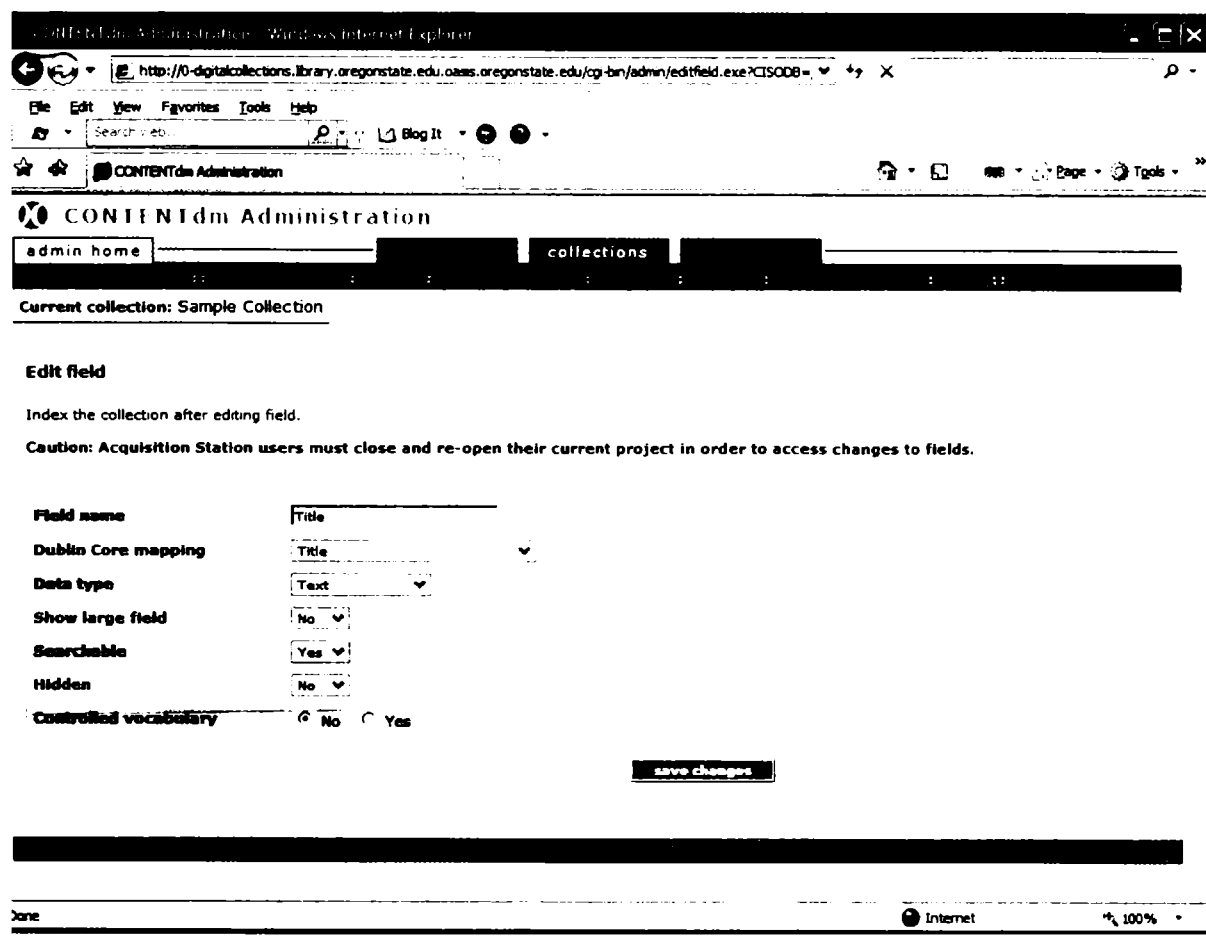 CONTENTdm Administration - Windows Internet Explorer
http://0-digitalcollections.library.oregonstate.edu.oasis.oregonstate.edu/cgi-bin/admin/editfield.exe?CISODB=
File Edit View Favorites Tools Help
Search web... Blog It
CONTENTdm Administration Page Tools
CONTENTdm Administration
admin home collections
Current collection: Sample Collection
Edit field
Index the collection after editing field.
Caution: Acquisition Station users must close and re-open their current project in order to access changes to fields.
Field name Title
Dublin Core mapping Title
Data type Text
Show large field No
Searchable Yes
Hidden No
Controlled vocabulary No Yes
save changes
Done Internet 100%